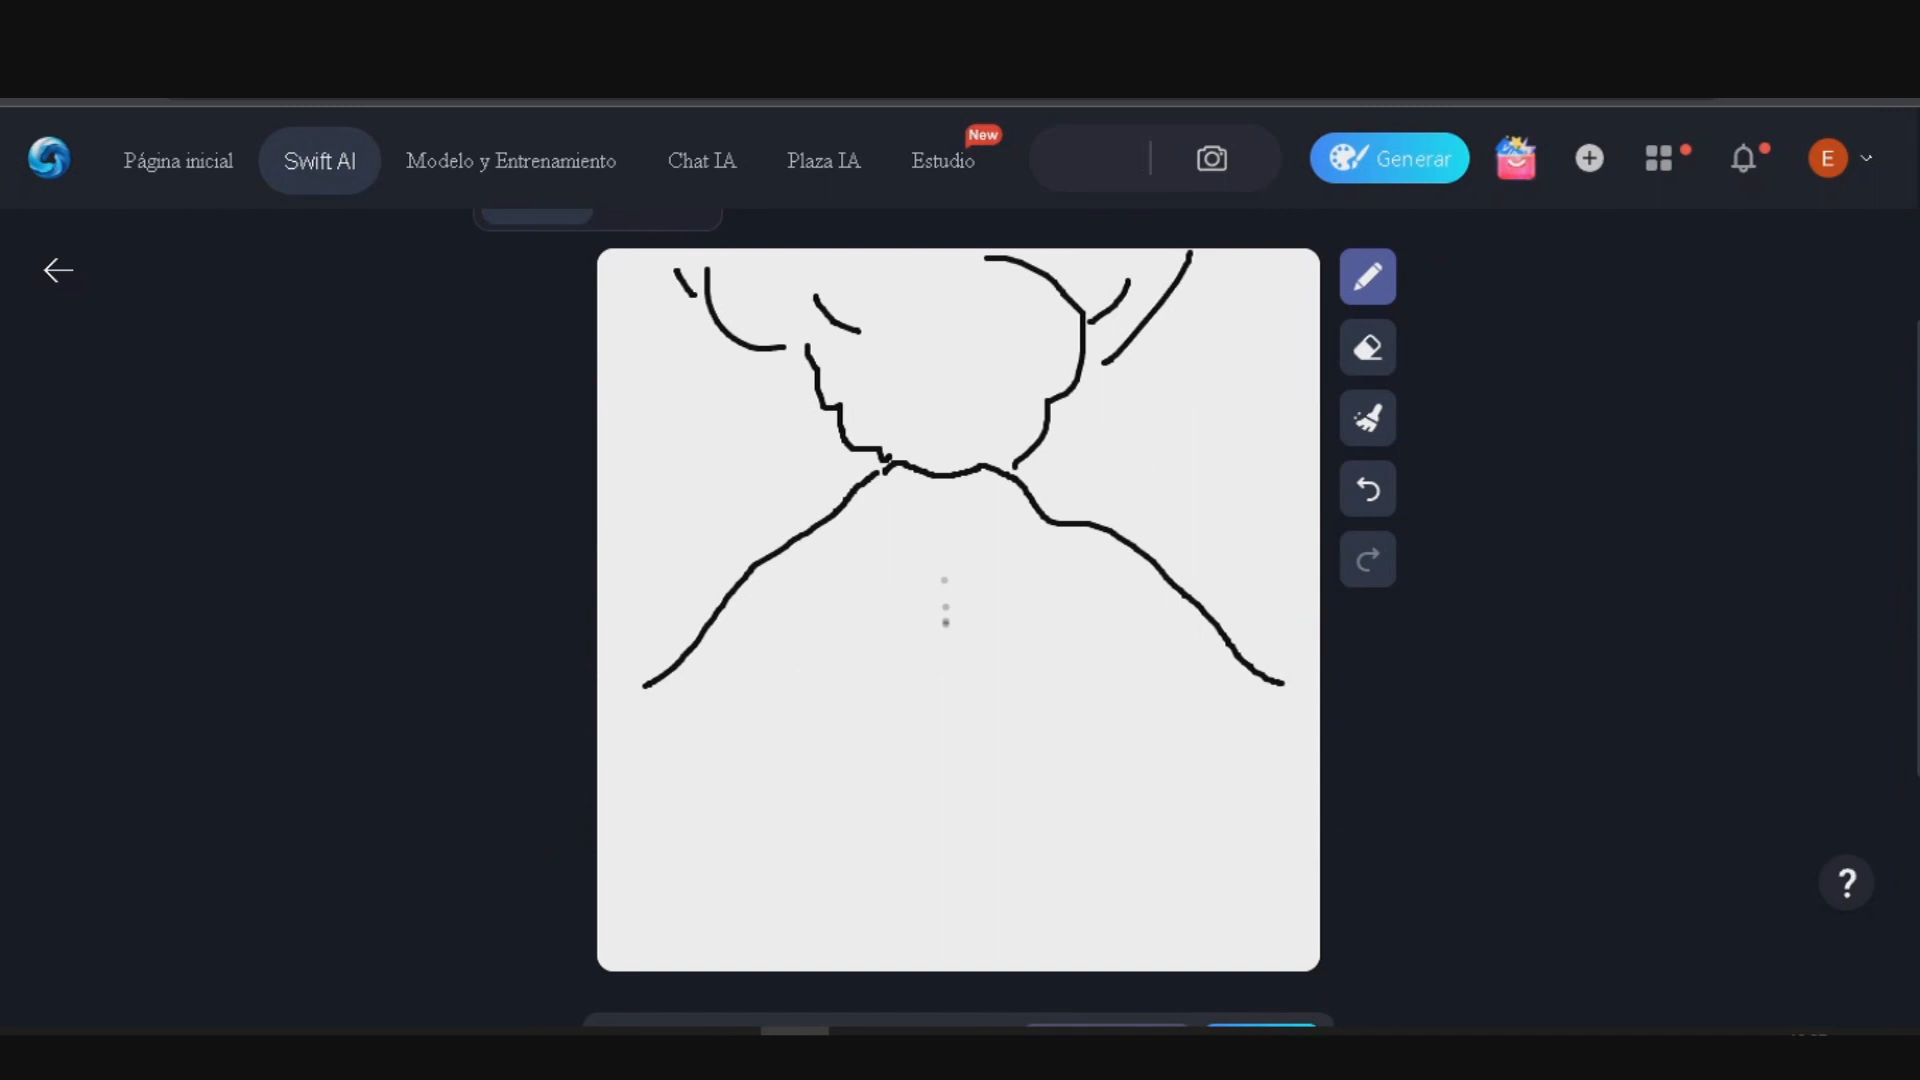 New
Página inicial
Swift AI
Modelo y Entrenamiento
Chat IA
Plaza IA
Estudio
Generar
E
?